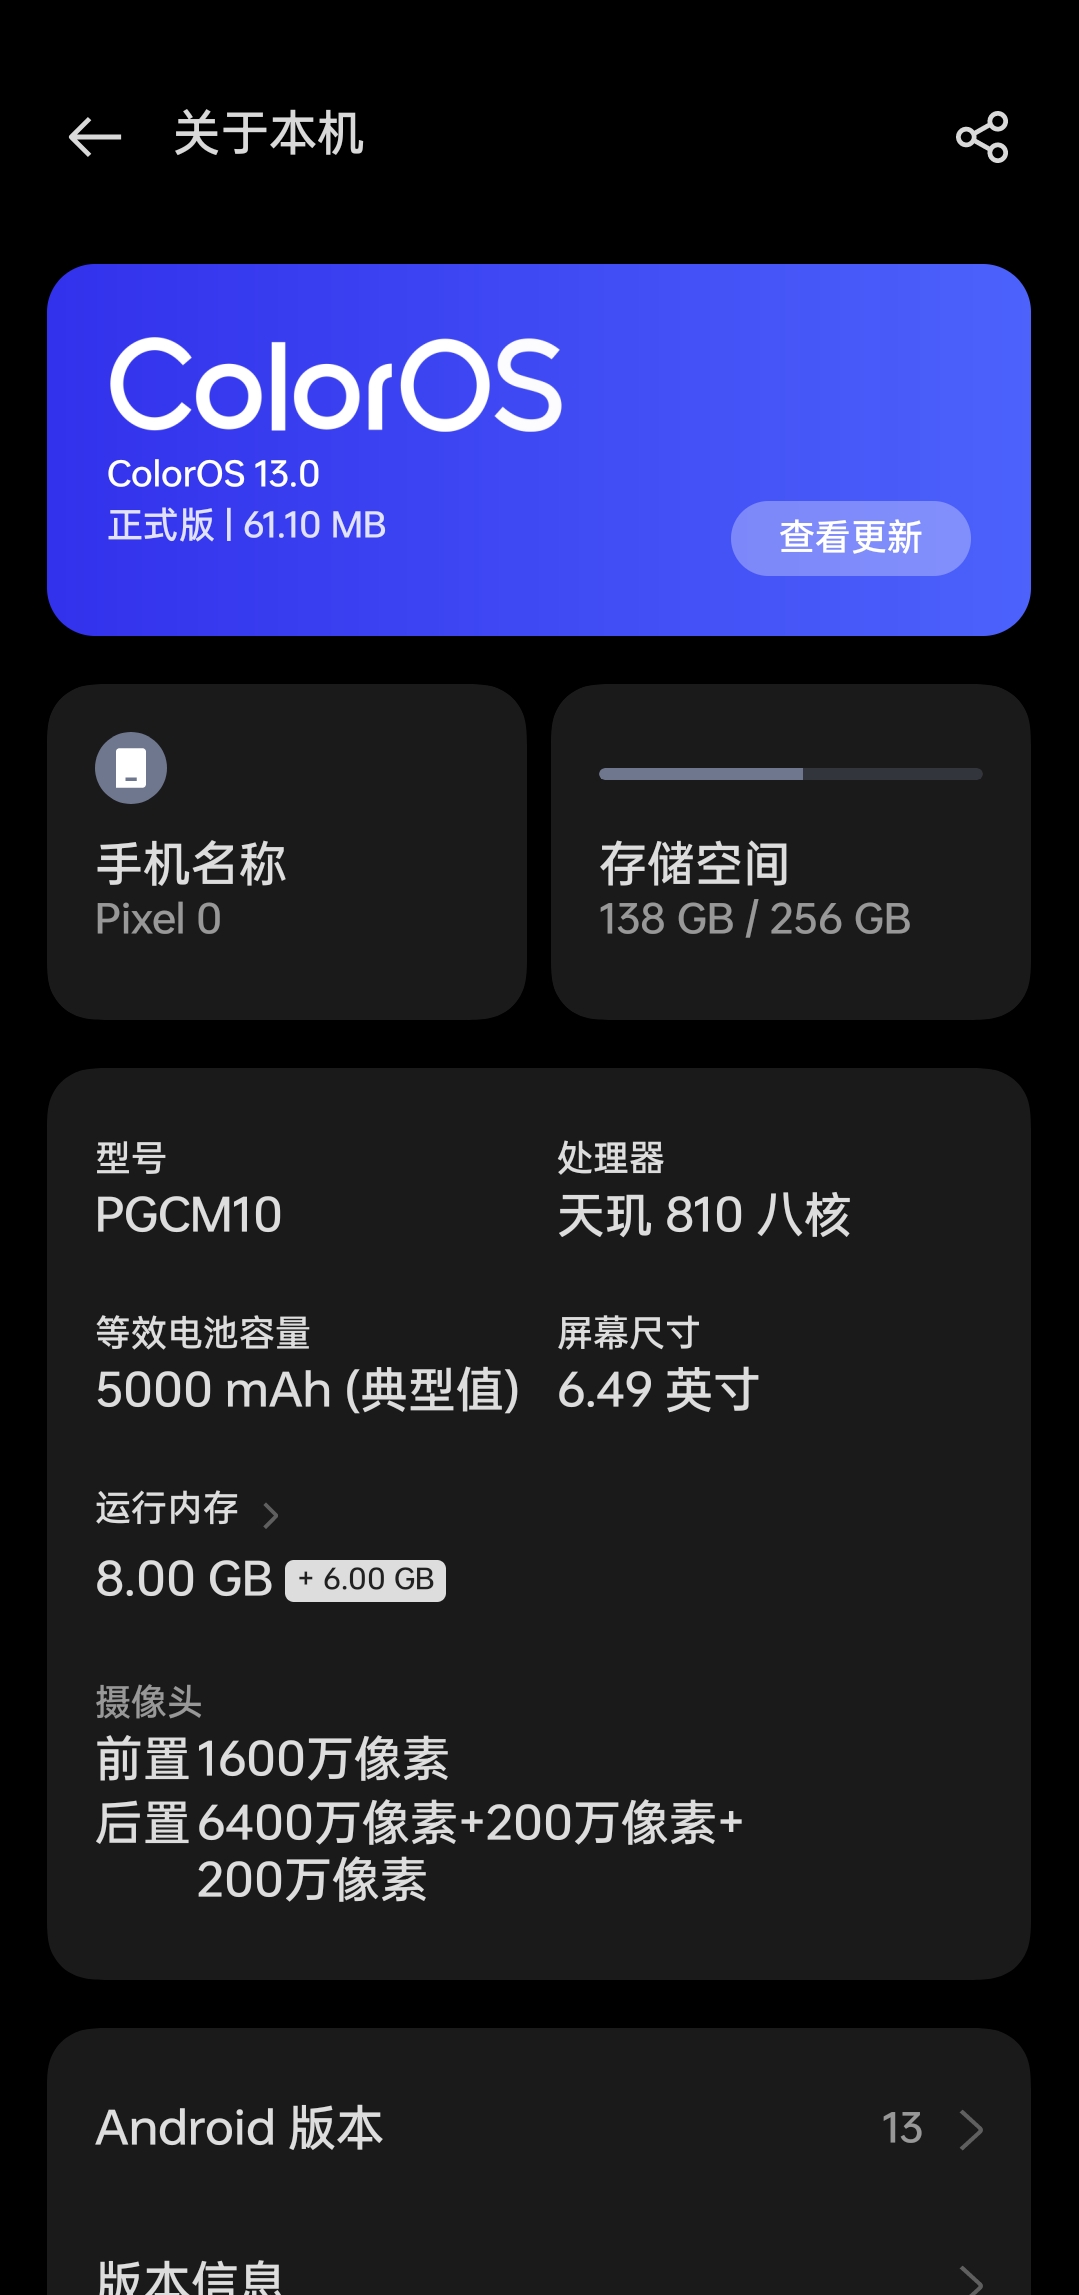 关于本机
ColorOS
ColorOS 13.0
正式版 | 61.10 MB
查看更新
手机名称
Pixel 0
存储空间
138 GB / 256 GB
型号
PGCM10
处理器
天玑 810 八核
等效电池容量
5000 mAh (典型值)
屏幕尺寸
6.49 英寸
运行内存
8.00 GB + 6.00 GB
摄像头
前置 1600万像素
后置 6400万像素+200万像素+
200万像素
Android 版本 13
版本信息